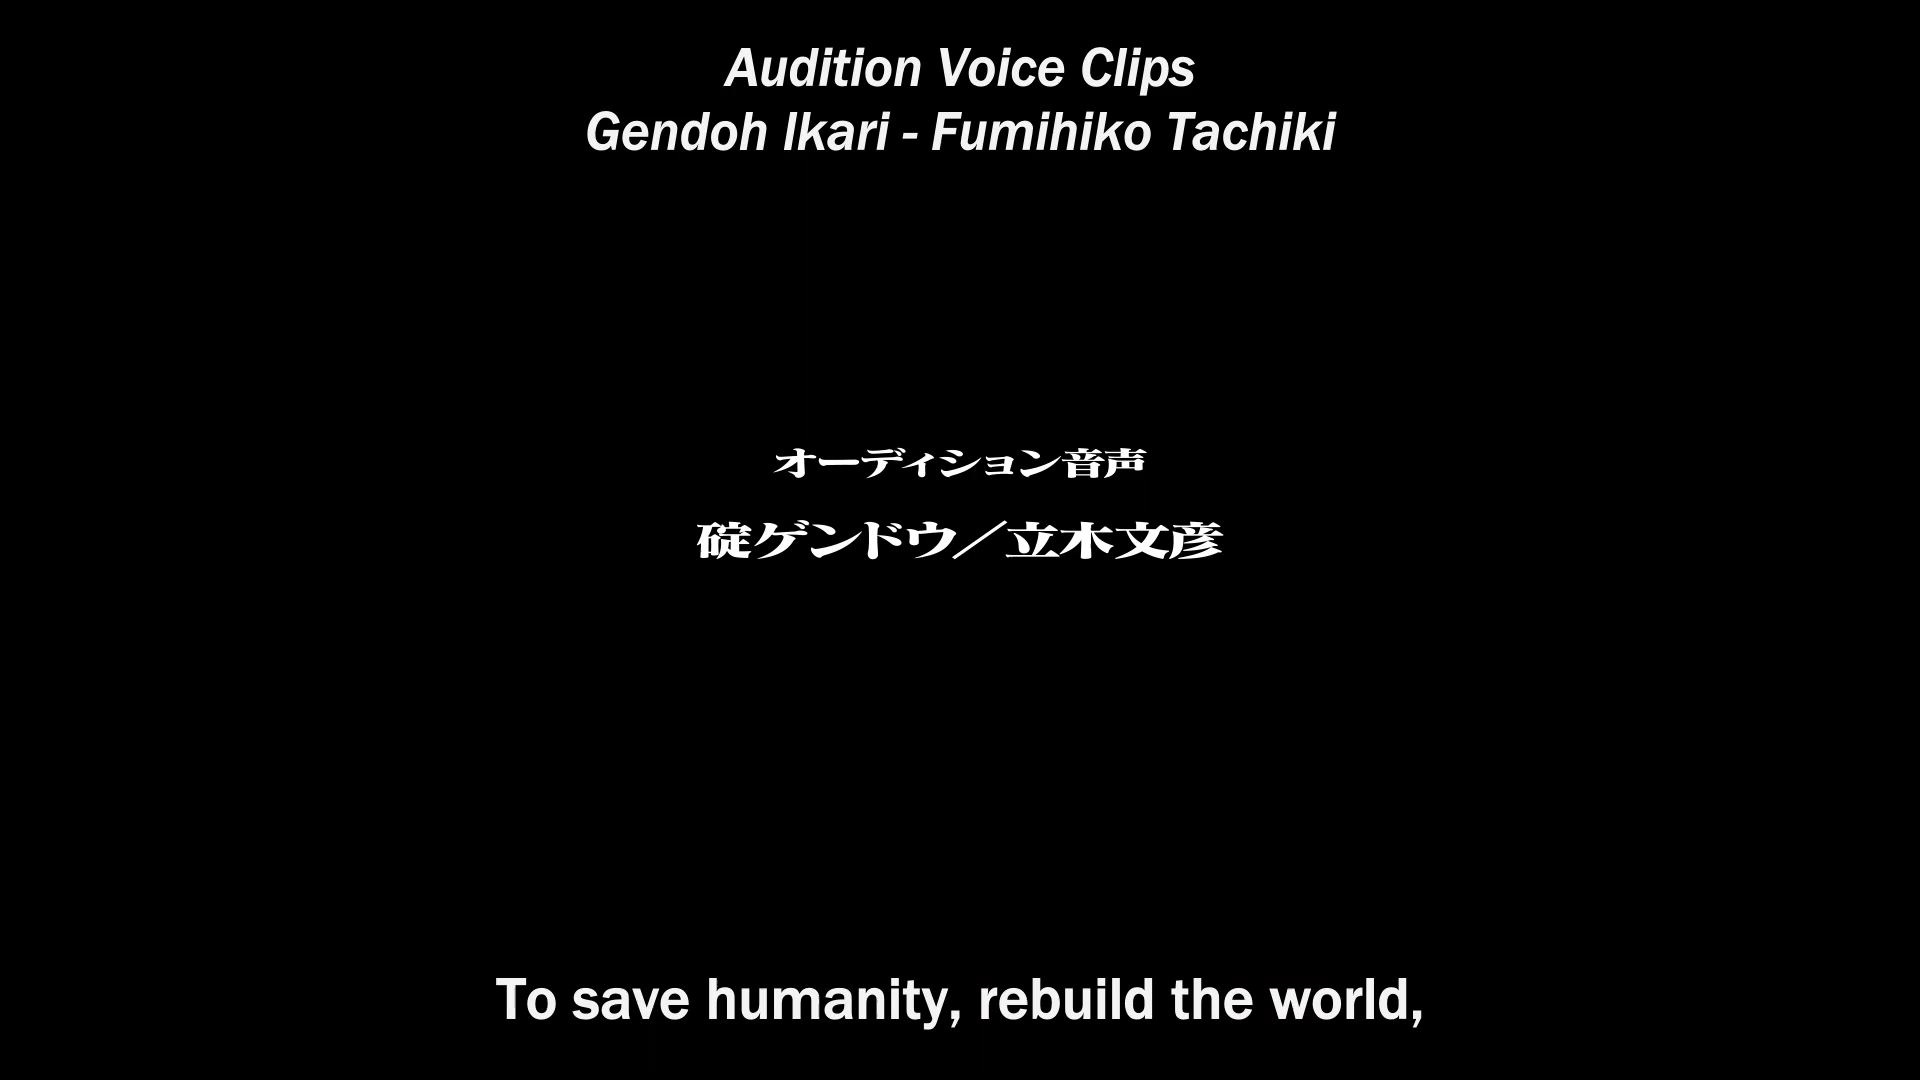 Audition Voice Clips
Gendoh Ikari - Fumihiko Tachiki
オーディション音声
碇ゲンドウ／立木文彦
To save humanity, rebuild the world,